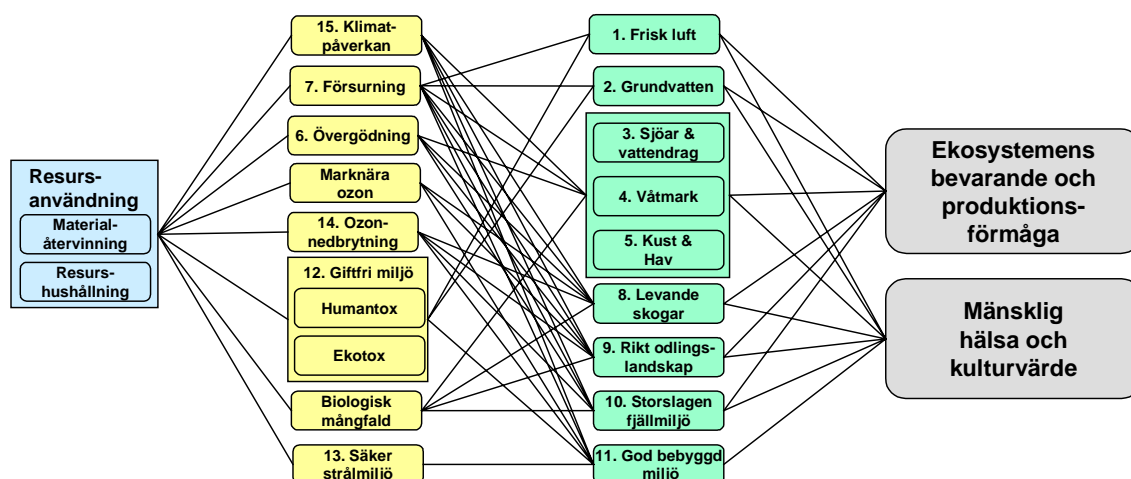 Resurs-
användning
Material-
återvinning
Resurs-
hushållning
15. Klimat-
påverkan
7. Försurning
6. Övergödning
Marknära
ozon
14. Ozon-
nedbrytning
12. Giftfri miljö
Humantox
Ekotox
Biologisk
mångfald
13. Säker
strålmiljö
1. Frisk luft
2. Grundvatten
3. Sjöar &
vattendrag
4. Våtmark
5. Kust &
Hav
8. Levande
skogar
9. Rikt odlings-
landskap
10. Storslagen
fjällmiljö
11. God bebyggd
miljö
Ekosystemens
bevarande och
produktions-
förmåga
Mänsklig
hälsa och
kulturvärde